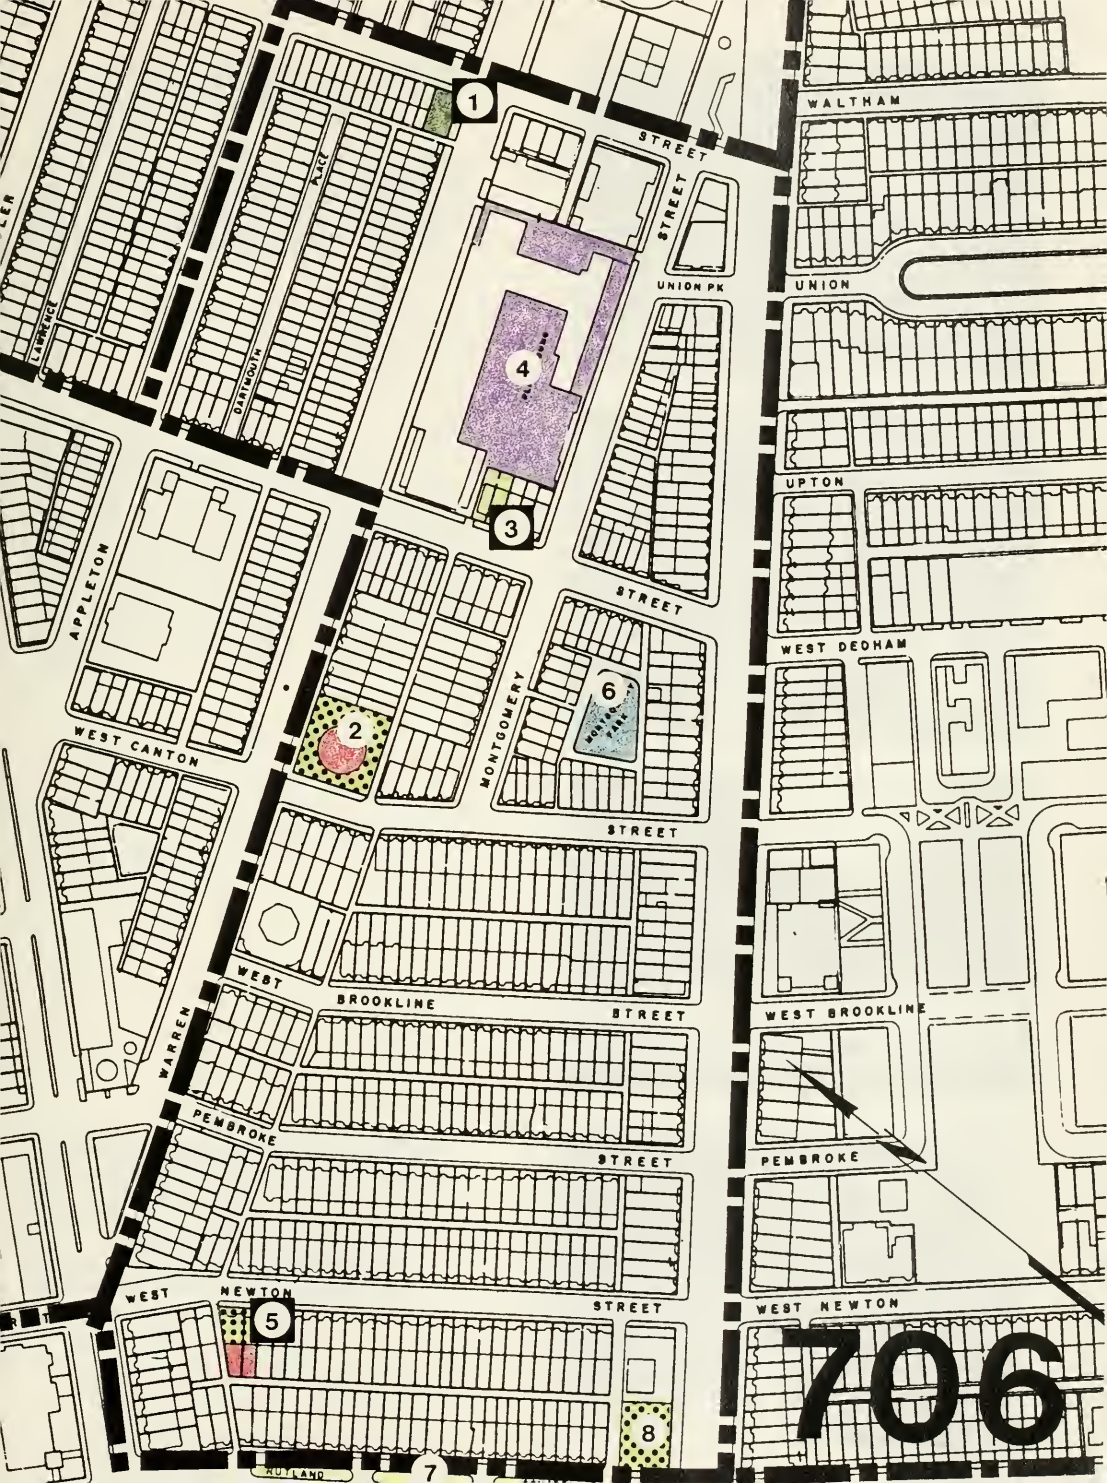 WALTHAM
1
STREET
PLACE
STREET
UNION PK
UNION
LAWRENCE
4
DARTMOUTH
UPTON
3
APPLETON
STREET
WEST DEDHAM
6
MONTGOMERY
PARK
2
WEST CANTON
STREET
WEST
BROOKLINE
STREET
WEST BROOKLINE
WARREN
PEMBROKE
STREET
PEMBROKE
WEST
NEWTON
STREET
WEST NEWTON
5
706
8
7
RUTLAND